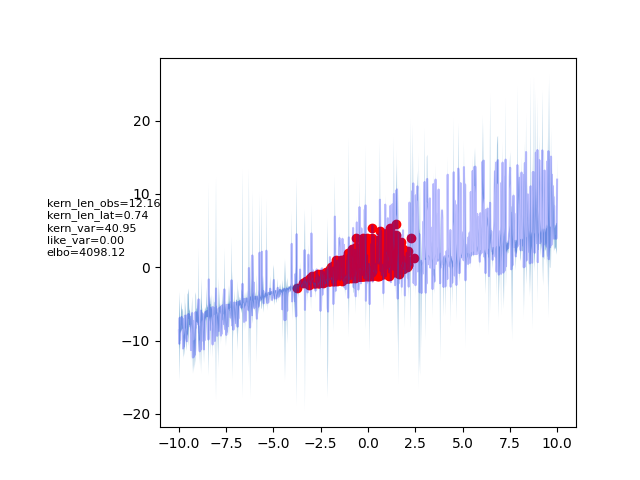 kern_len_obs=12.16
kern_len_lat=0.74
kern_var=40.95
like_var=0.00
elbo=4098.12
20
10
0
−10
−20
−10.0 −7.5 −5.0 −2.5 0.0 2.5 5.0 7.5 10.0